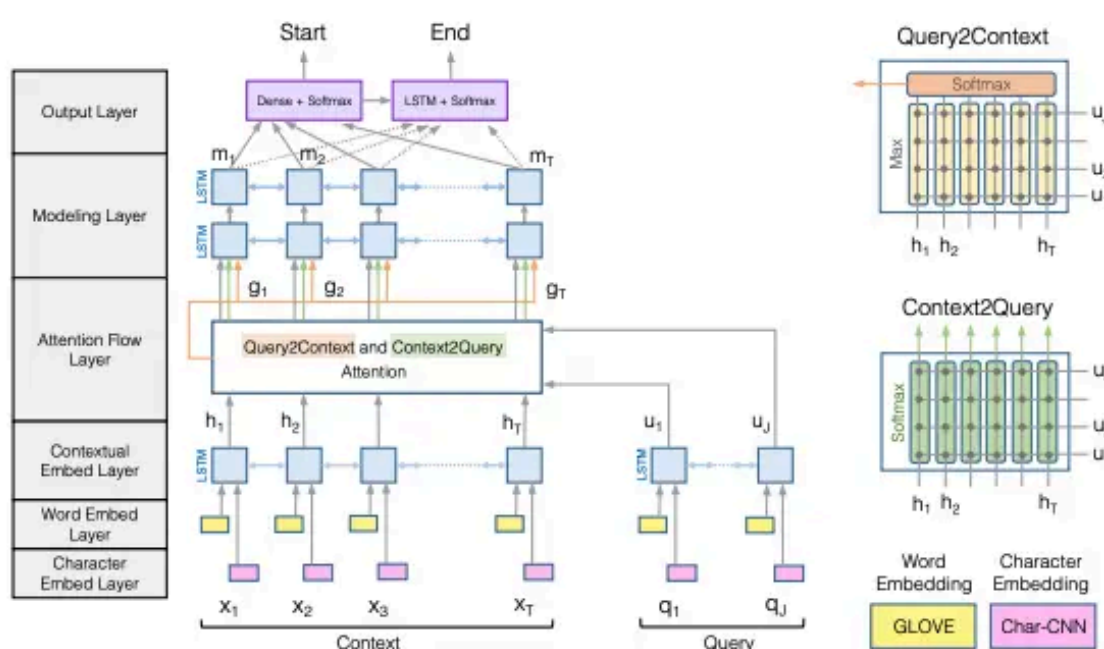 Start End
Output Layer
Dense + Softmax
LSTM + Softmax
m1 m2 mT
Modeling Layer
LSTM
LSTM
g1 g2 gT
Attention Flow
Layer
Query2Context and Context2Query
Attention
h1 h2 hT
u1 uJ
Contextual
Embed Layer
LSTM
LSTM
Word Embed
Layer
Character
Embed Layer
x1 x2 x3 xT
q1 qJ
Context
Query
Query2Context
Softmax
Max
u
uJ
u
h1 h2 hT
Context2Query
Softmax
u
u
u
h1 h2 hT
Word
Embedding
Character
Embedding
GLOVE
Char-CNN